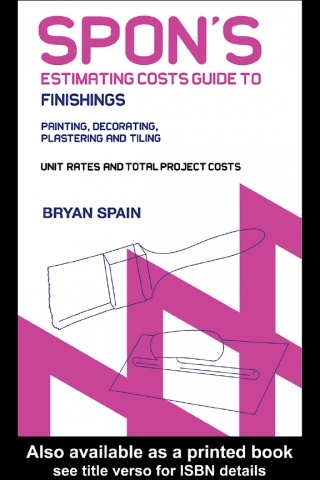 SPON'S
ESTIMATING COSTS GUIDE TO
FINISHINGS
PAINTING, DECORATING,
PLASTERING AND TILING
UNIT RATES AND TOTAL PROJECT COSTS
BRYAN SPAIN
Also available as a printed book
see title verso for ISBN details